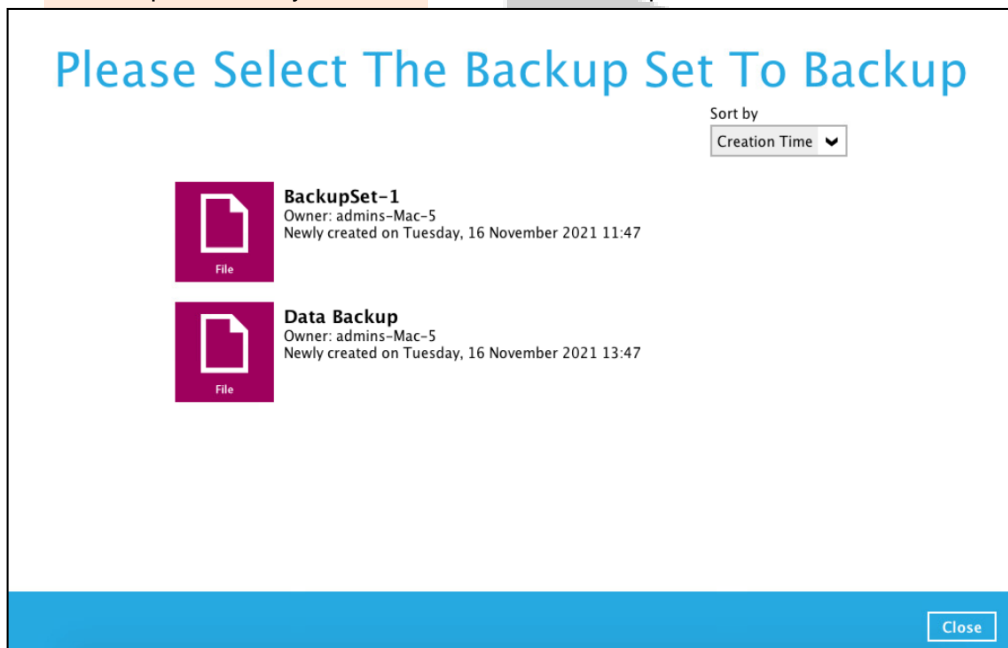 Please Select The Backup Set To Backup
Sort by
Creation Time
BackupSet-1
Owner: admins-Mac-5
Newly created on Tuesday, 16 November 2021 11:47
File
Data Backup
Owner: admins-Mac-5
Newly created on Tuesday, 16 November 2021 13:47
File
Close